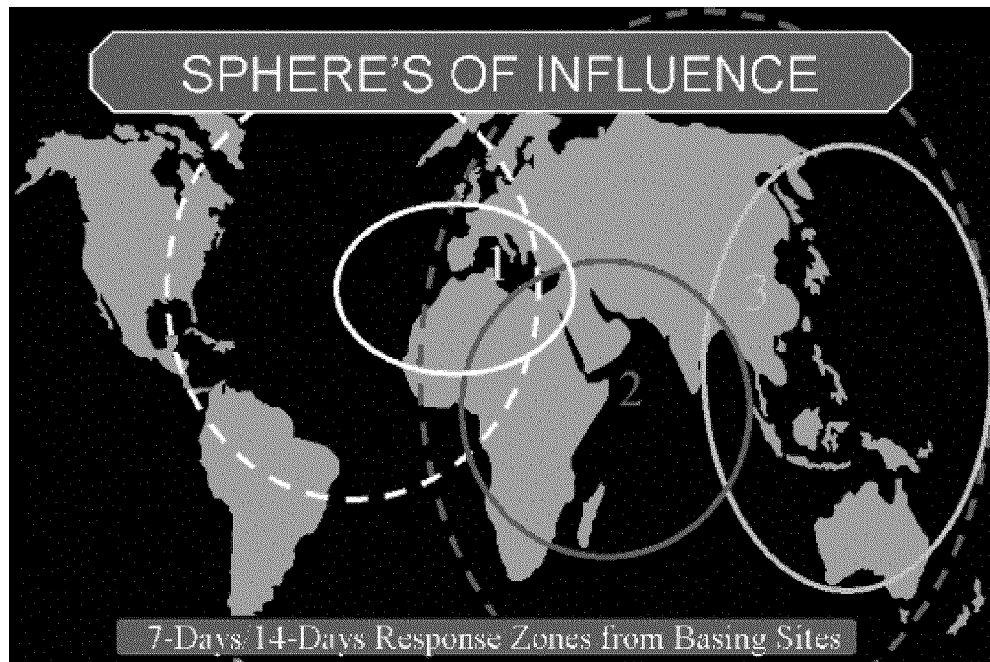 SPHERE'S OF INFLUENCE
1
3
2
7-Days/14-Days Response Zones from Basing Sites